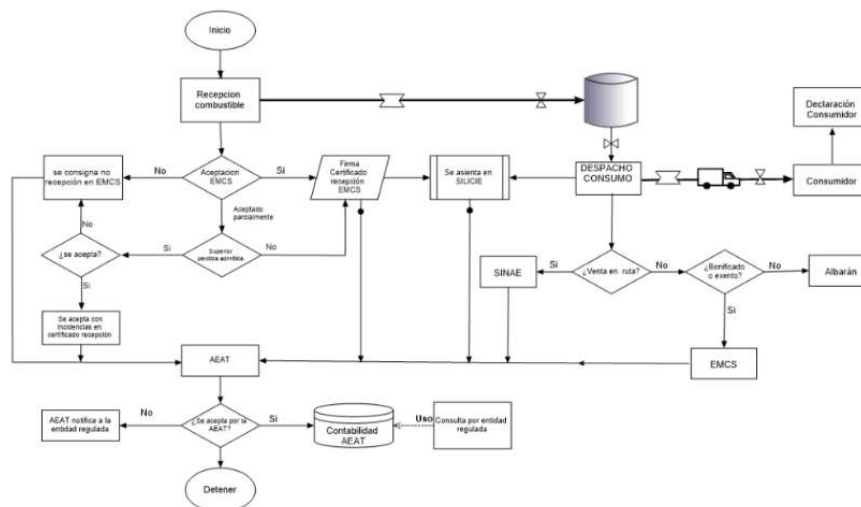 Inicio
Recepcion
combustible
Declaración
Consumidor
se consigna no
recepción en EMCS
No
Aceptacion
EMCS
Si
Firma
Certificado
recepción
EMCS
Se asienta en
SILICIE
DESPACHO
CONSUMO
Consumidor
Aceptado
parcialmente
No
¿se acepta?
Si
Superior
perdida admitida
No
SINAE
Si
¿Venta en ruta?
No
¿Bonificado
o exento?
No
Albarán
Si
Si
Se acepta con
incidencias en
certificado recepción
AEAT
EMCS
AEAT notifica a la
entidad regulada
No
¿Se acepta por la
AEAT?
Si
Contabilidad
AEAT
Uso
Consulta por entidad
regulada
Detener